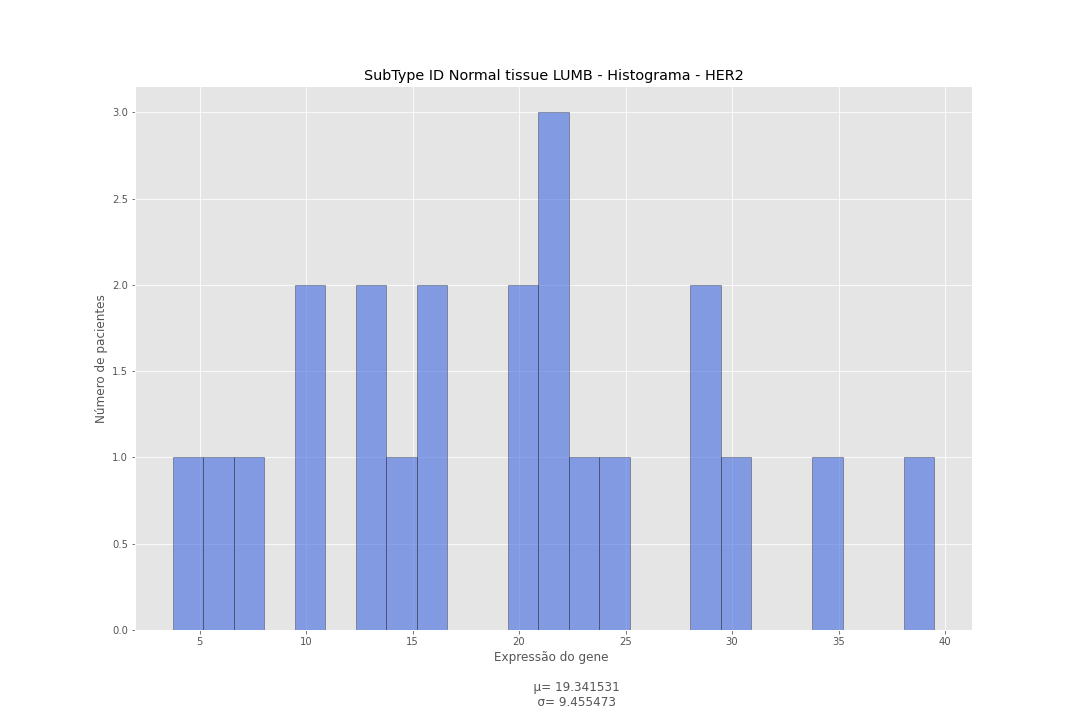 SubType ID Normal tissue LUMB - Histograma - HER2
3.0
2.5
2.0
1.5
1.0
0.5
0.0
Número de pacientes
5 10 15 20 25 30 35 40
Expressão do gene
μ= 19.341531
σ= 9.455473